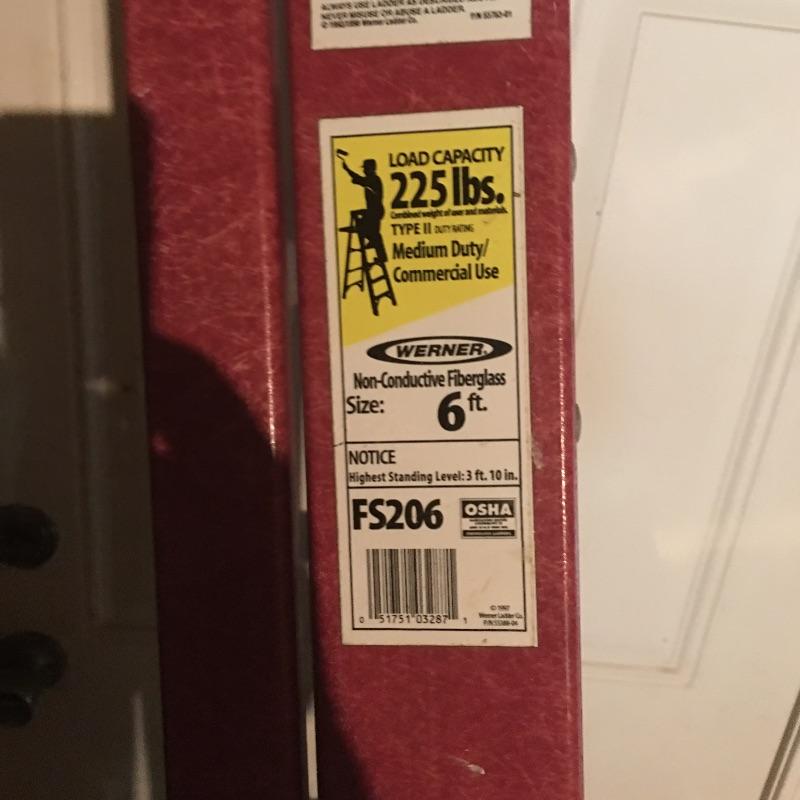 NEVER MISUSE OR ABUSE A LADDER.
P/N 55763-01
LOAD CAPACITY
225 lbs.
Combined weight of user and materials.
TYPE II DUTY RATING
Medium Duty/
Commercial Use
WERNER
Non-Conductive Fiberglass
Size: 6 ft.
NOTICE
Highest Standing Level: 3 ft. 10 in.
FS206
OSHA
© 1997
Werner Ladder Co.
0 51751 03287 1